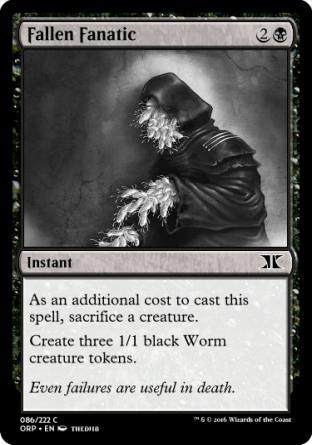 Fallen Fanatic 2
Instant
As an additional cost to cast this
spell, sacrifice a creature.
Create three 1/1 black Worm
creature tokens.
Even failures are useful in death.
086/222 C
ORP • EN THEDIIB ™ & © 2016 Wizards of the Coast